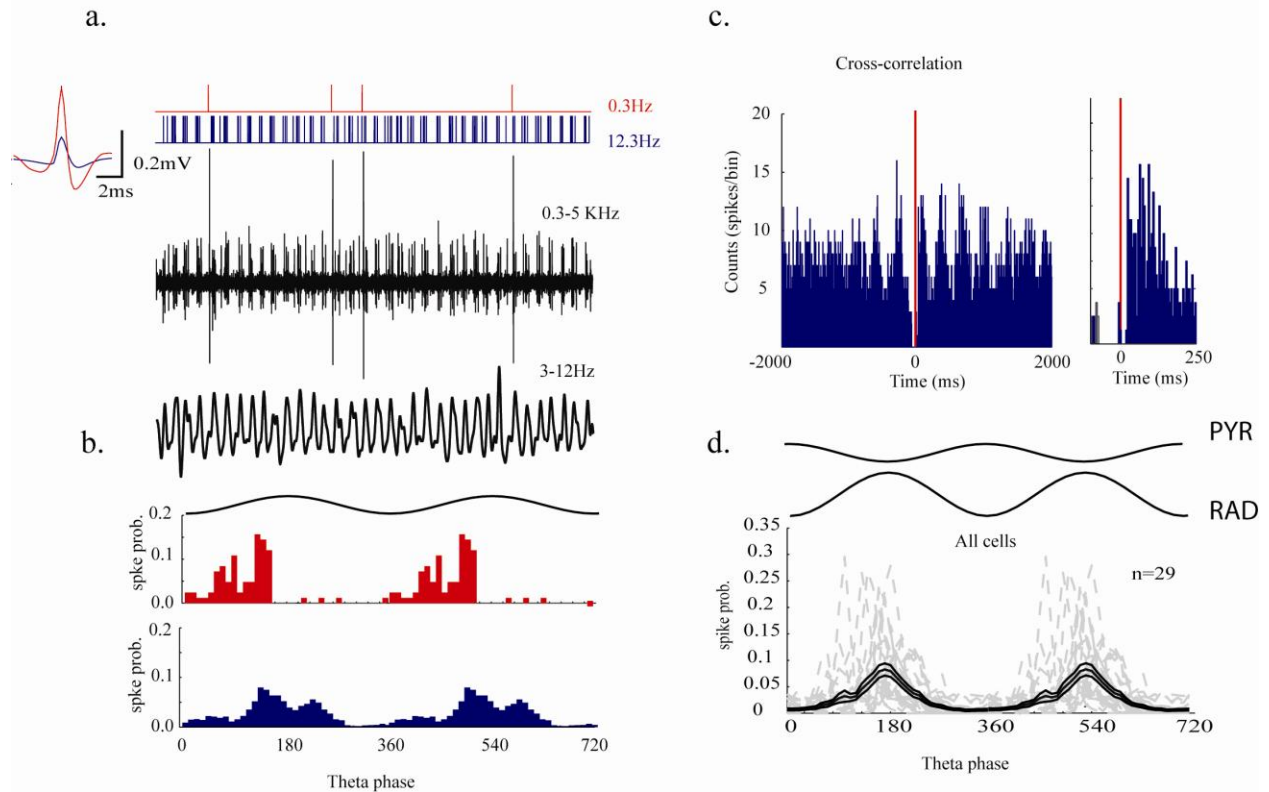 a.
0.3Hz
12.3Hz
0.2mV
2ms
0.3-5 KHz
3-12Hz
b.
spke prob.
0.2
0.1
0.0
spke prob.
0.2
0.1
0.0
0 180 360 540 720
Theta phase
c.
Cross-correlation
Counts (spikes/bin)
20
15
10
5
-2000 0 2000
Time (ms)
0 250
Time (ms)
d.
PYR
RAD
All cells
n=29
spike prob.
0.35
0.3
0.25
0.2
0.15
0.1
0.05
0
0 180 360 540 720
Theta phase